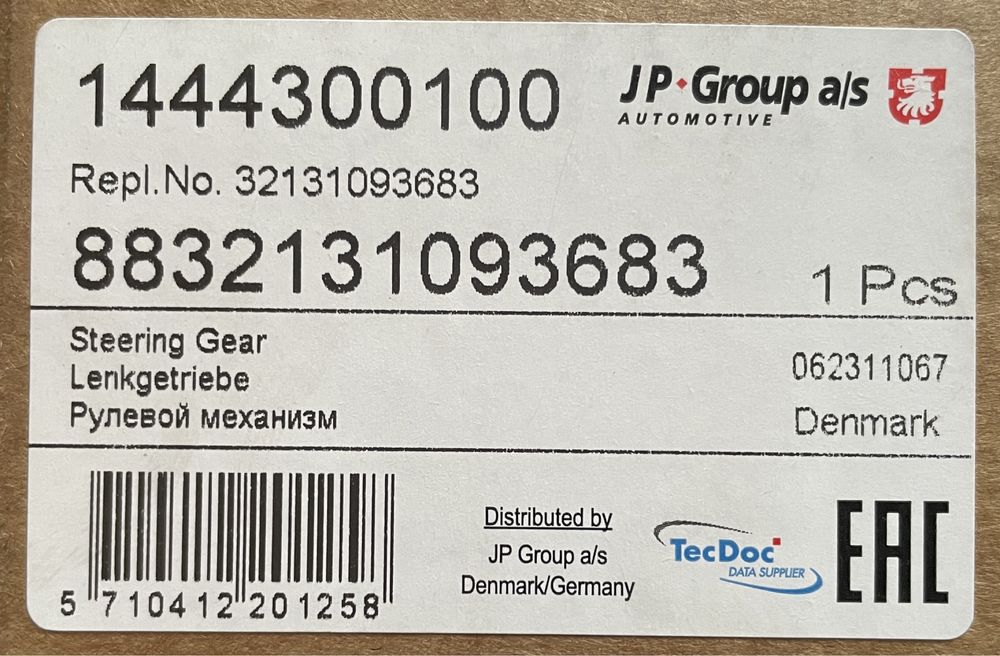 1444300100
JP Group a/s
AUTOMOTIVE
Repl.No. 32131093683
8832131093683
1 Pcs
Steering Gear
Lenkgetriebe
Рулевой механизм
062311067
Denmark
5 710412 201258
Distributed by
JP Group a/s
Denmark/Germany
TecDoc
DATA SUPPLIER
EAC